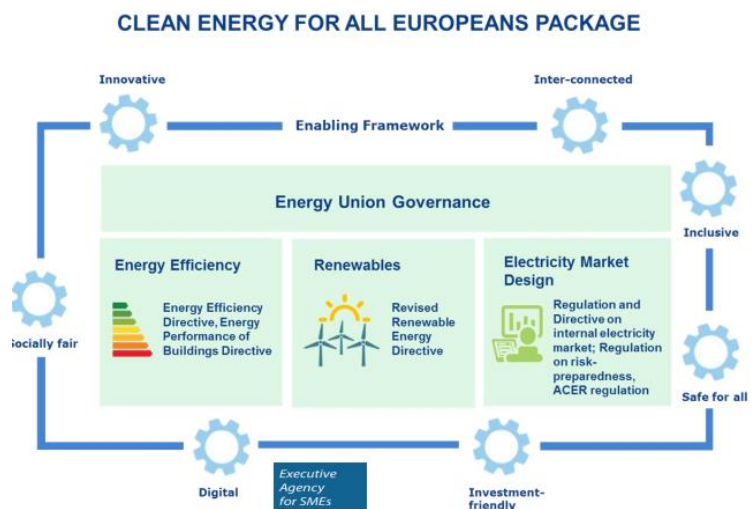 CLEAN ENERGY FOR ALL EUROPEANS PACKAGE
Innovative
Inter-connected
Enabling Framework
Energy Union Governance
Inclusive
Energy Efficiency
Energy Efficiency
Directive, Energy
Performance of
Buildings Directive
Renewables
Revised
Renewable
Energy
Directive
Electricity Market
Design
Regulation and
Directive on
internal electricity
market; Regulation
on risk-
preparedness,
ACER regulation
ocially fair
Safe for all
Digital
Executive
Agency
for SMEs
Investment-
friendly